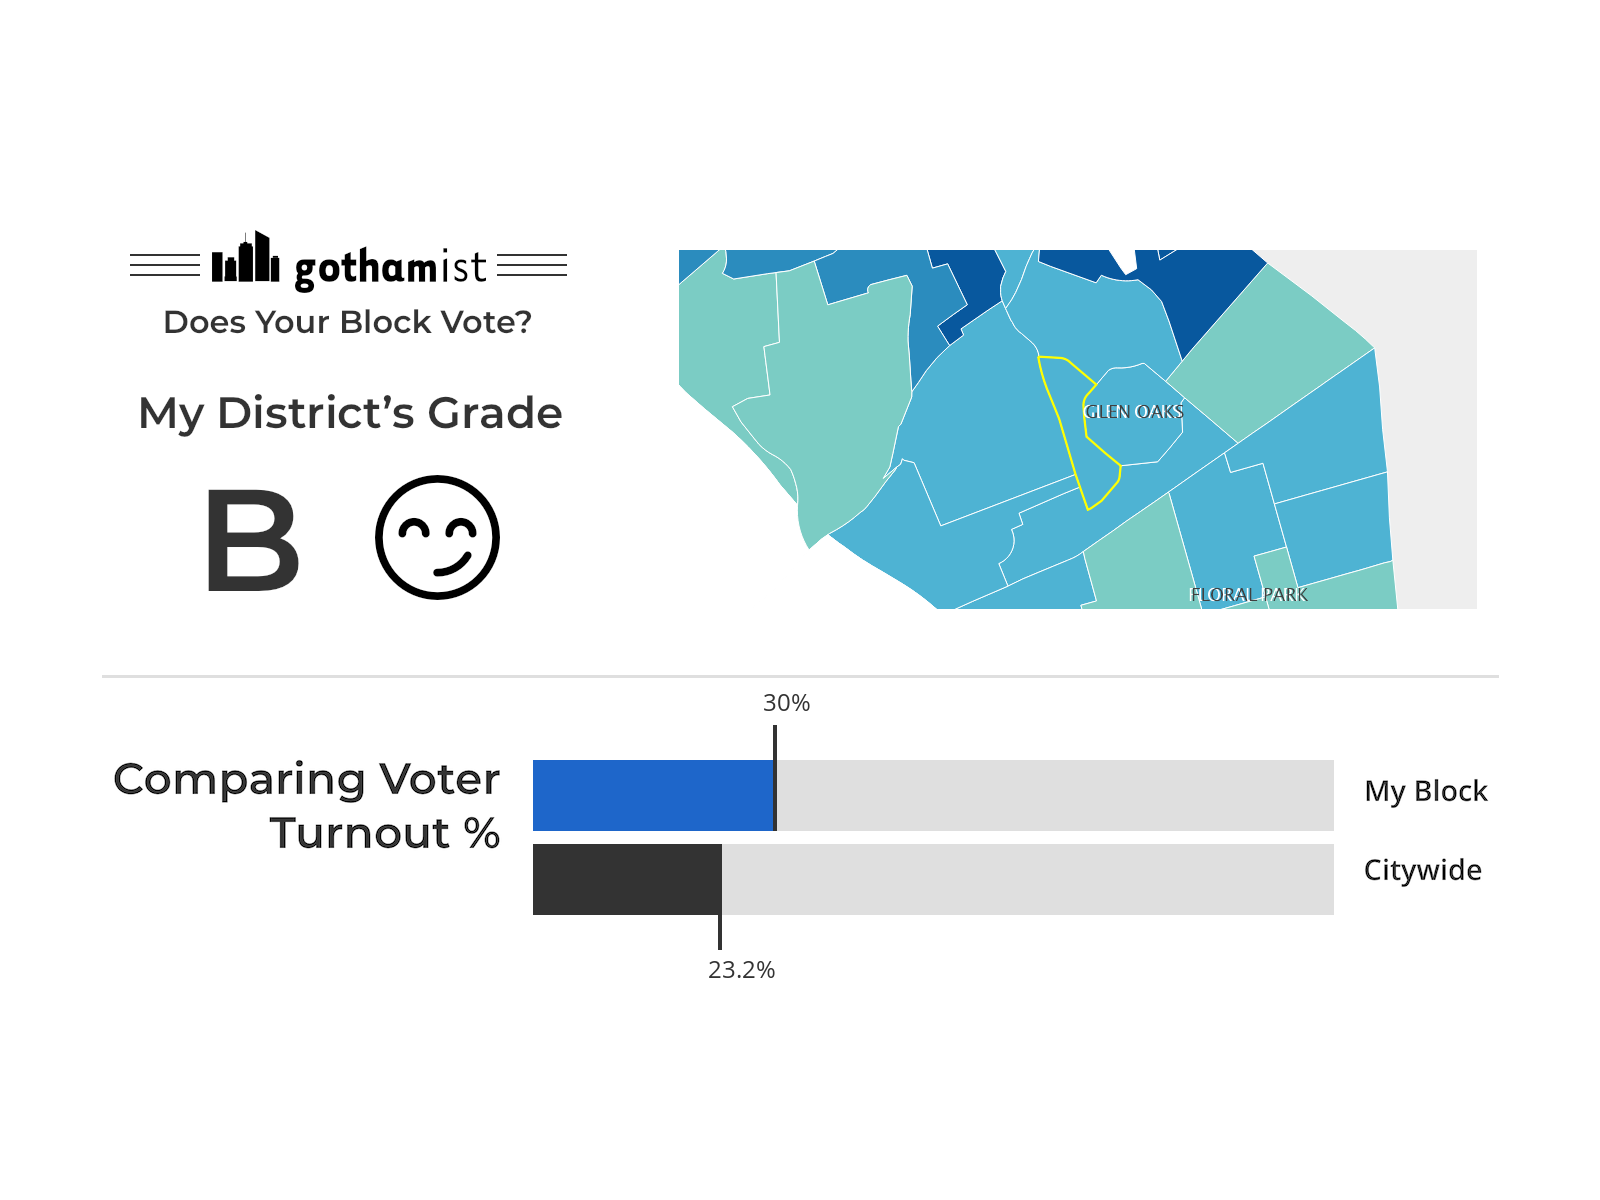 gothamist
Does Your Block Vote?
My District’s Grade
B
GLEN OAKS
FLORAL PARK
30%
Comparing Voter
Turnout %
My Block
Citywide
23.2%